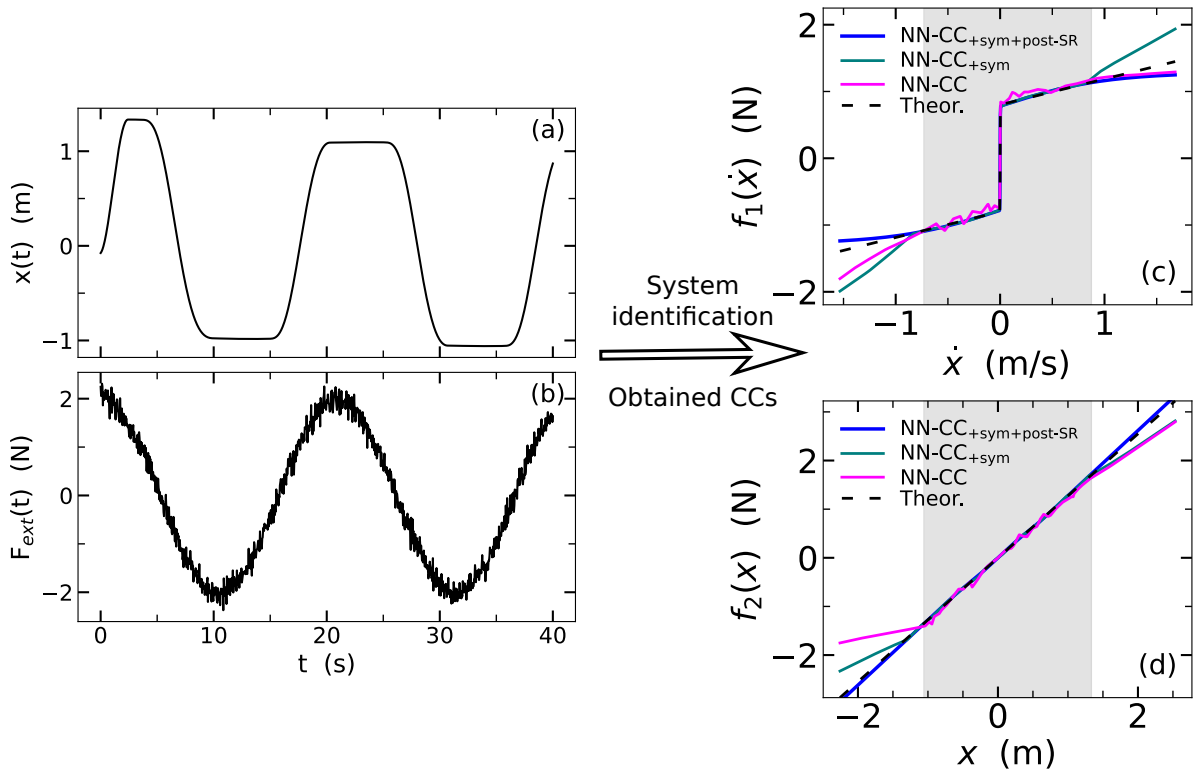 (a)
x(t) (m)
1
0
−1
(b)
F_ext(t) (N)
2
0
−2
0 10 20 30 40
t (s)
System
identification
Obtained CCs
NN-CC+sym+post-SR
NN-CC+sym
NN-CC
Theor.
f₁(ẋ) (N)
2
0
−2
(c)
−1 0 1
ẋ (m/s)
NN-CC+sym+post-SR
NN-CC+sym
NN-CC
Theor.
f₂(x) (N)
2
0
−2
(d)
−2 0 2
x (m)